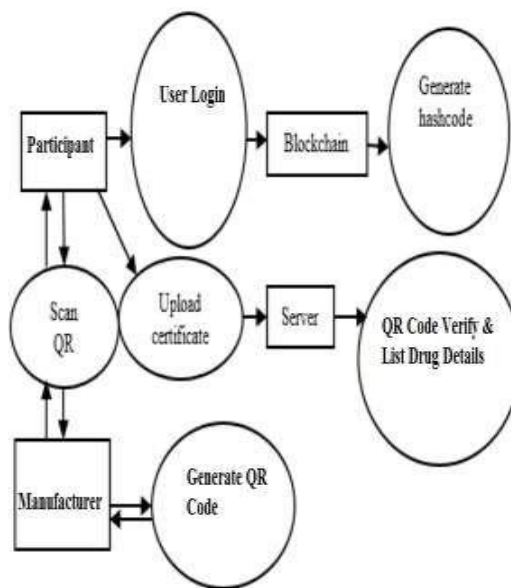 User Login
Generate
hashcode
Participant
Blockchain
Scan
QR
Upload
certificate
Server
QR Code Verify &
List Drug Details
Manufacturer
Generate QR
Code